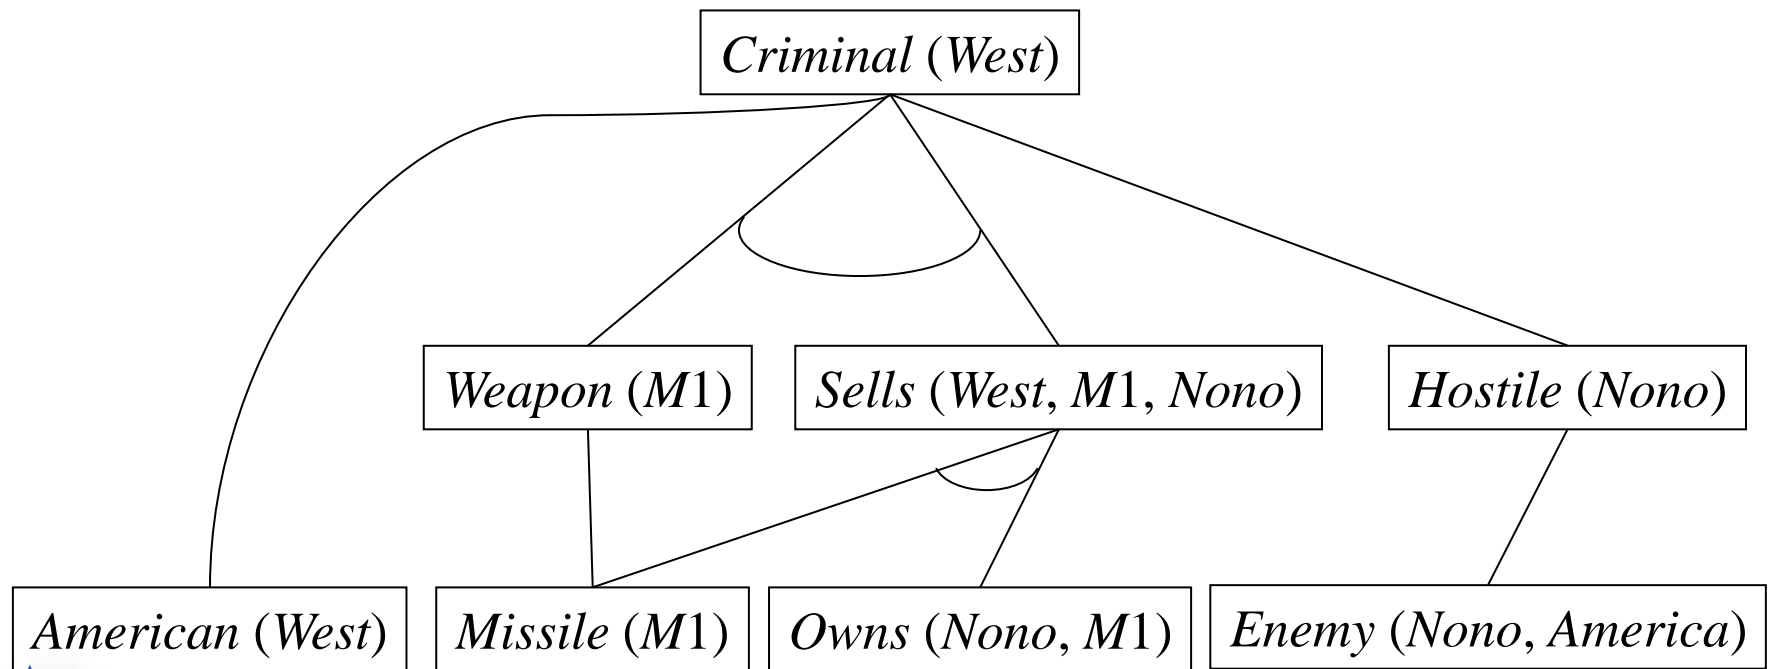 Criminal (West)
Weapon (M1) Sells (West, M1, Nono) Hostile (Nono)
American (West) Missile (M1) Owns (Nono, M1) Enemy (Nono, America)